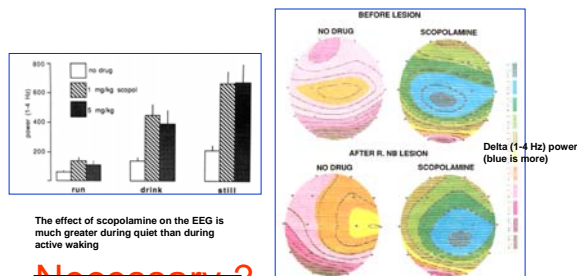 800
600
400
200
power (1-4 Hz)
no drug
1 mg/kg scopol
5 mg/kg
run drink still
The effect of scopolamine on the EEG is
much greater during quiet than during
active waking
Necessary ?
BEFORE LESION
NO DRUG SCOPOLAMINE
Delta (1-4 Hz) power
(blue is more)
AFTER R. NB LESION
NO DRUG SCOPOLAMINE